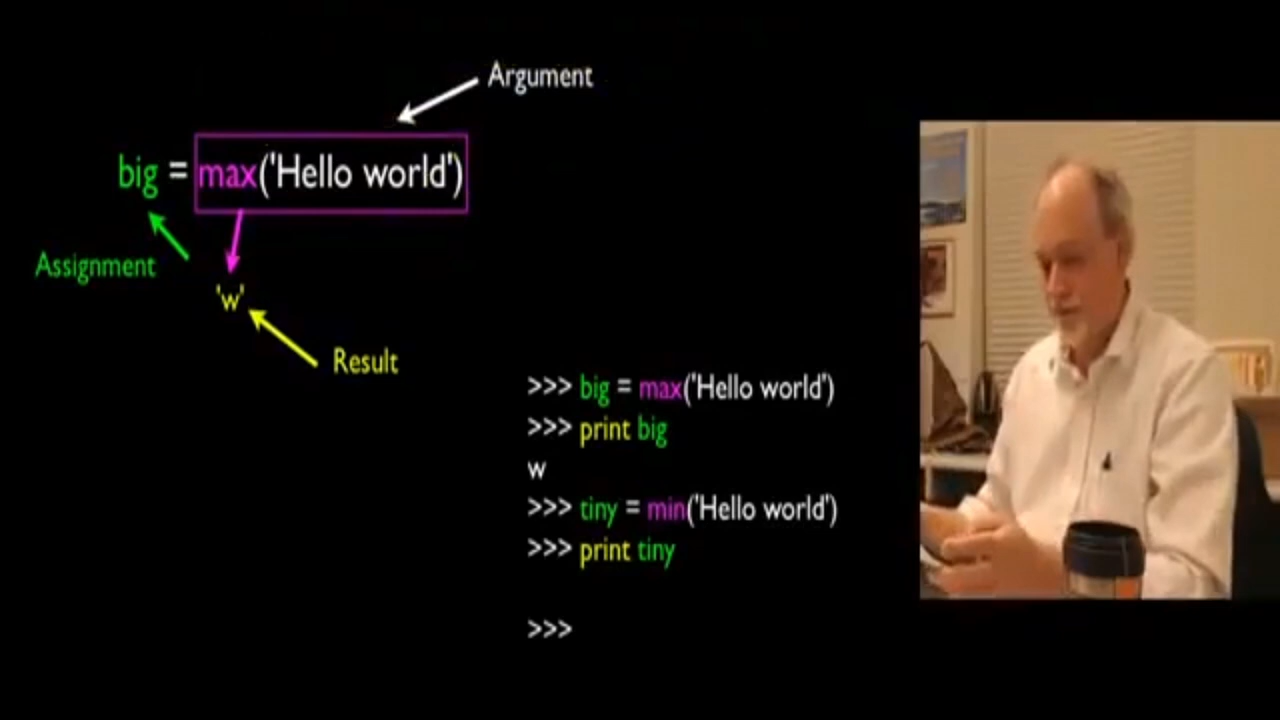 Argument
big = max('Hello world')
Assignment
'w'
Result
>>> big = max('Hello world')
>>> print big
w
>>> tiny = min('Hello world')
>>> print tiny
>>>